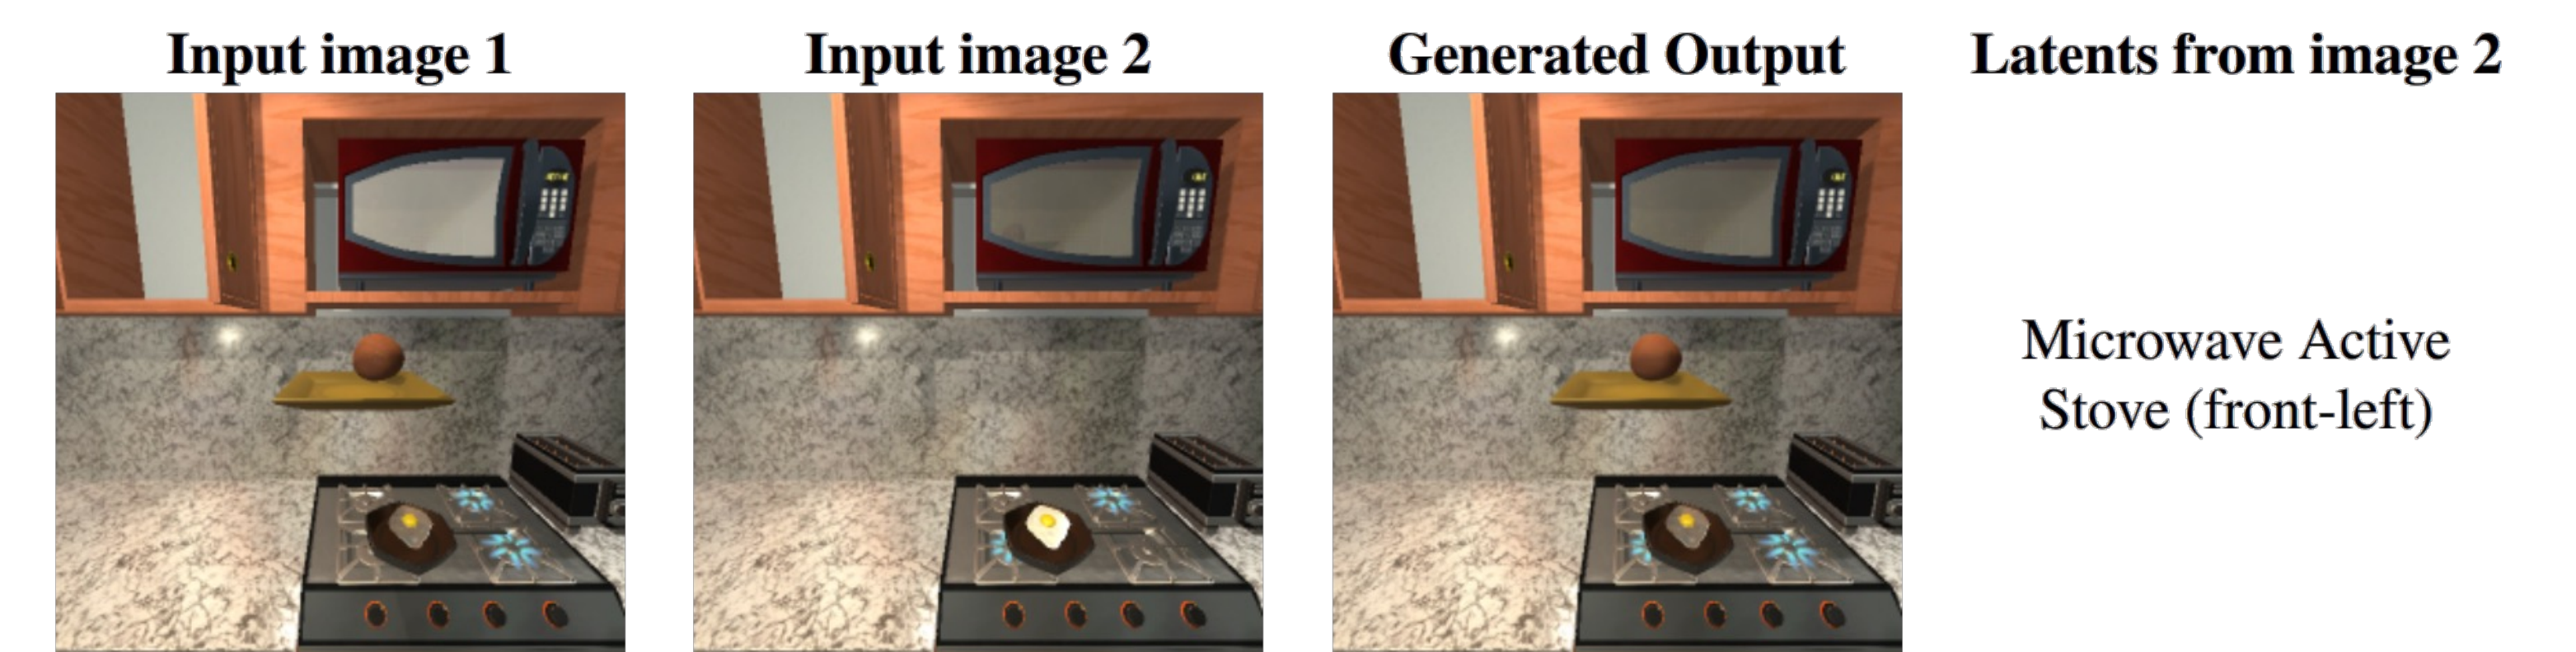 Input image 1
Input image 2
Generated Output
Latents from image 2
Microwave Active
Stove (front-left)